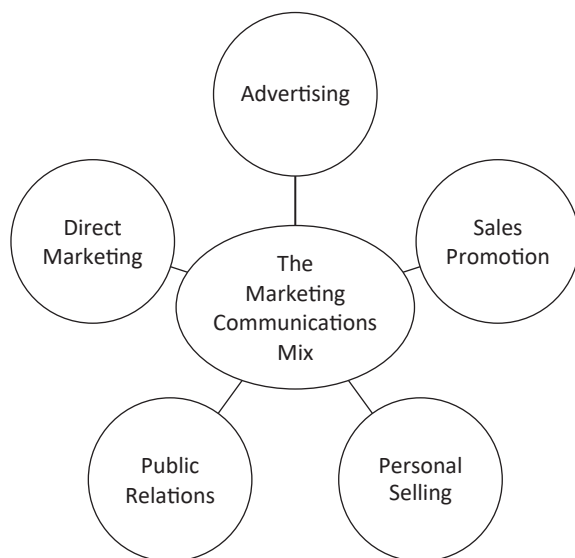 Advertising
Direct
Marketing
Sales
Promotion
The
Marketing
Communications
Mix
Public
Relations
Personal
Selling